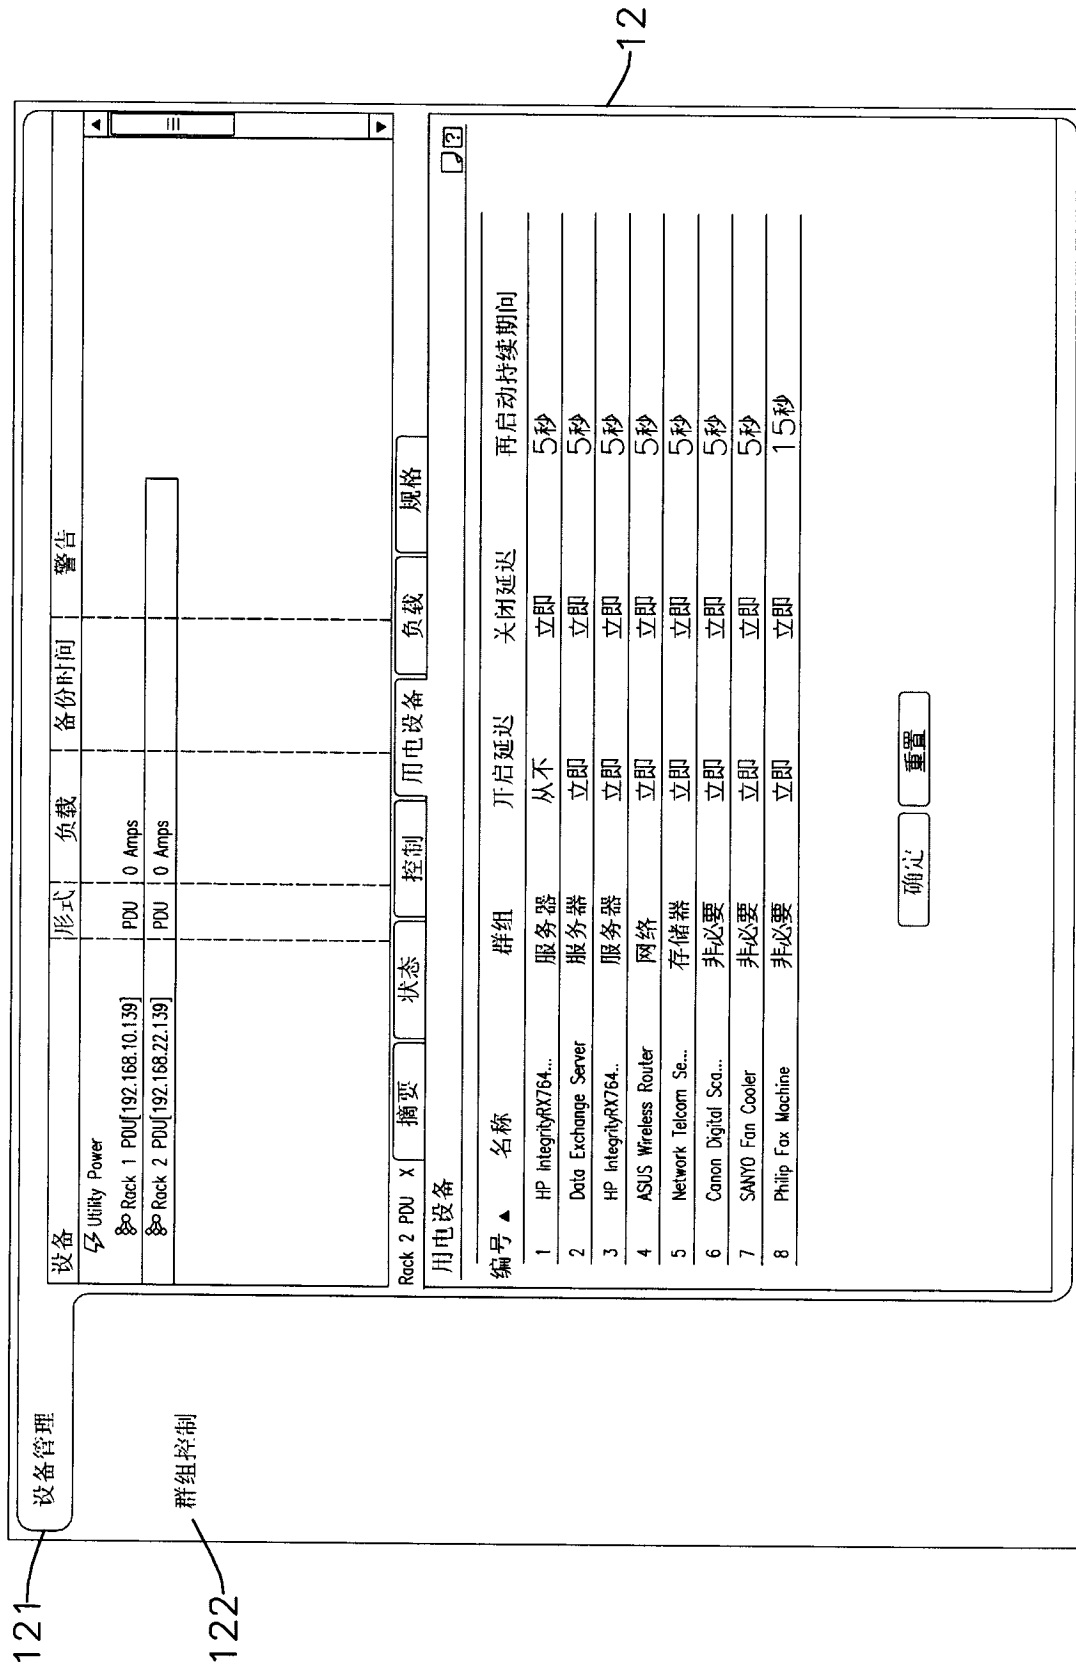 121
设备管理
122
群组控制
12
设备 形式 负载 备份时间 警告
Utility Power
Rack 1 PDU[192.168.10.139] PDU 0 Amps
Rack 2 PDU[192.168.22.139] PDU 0 Amps
Rack 2 PDU X 摘要 状态 控制 用电设备 负载 规格
用电设备 ?
编号 ▲ 名称 群组 开启延迟 关闭延迟 再启动持续期间
1 HP IntegrityRX764... 服务器 从不 立即 5秒
2 Data Exchange Server 服务器 立即 立即 5秒
3 HP IntegrityRX764.. 服务器 立即 立即 5秒
4 ASUS Wireless Router 网络 立即 立即 5秒
5 Network Telcom Se... 存储器 立即 立即 5秒
6 Canon Digital Sca... 非必要 立即 立即 5秒
7 SANYO Fan Cooler 非必要 立即 立即 5秒
8 Philip Fax Machine 非必要 立即 立即 15秒
确定 重置